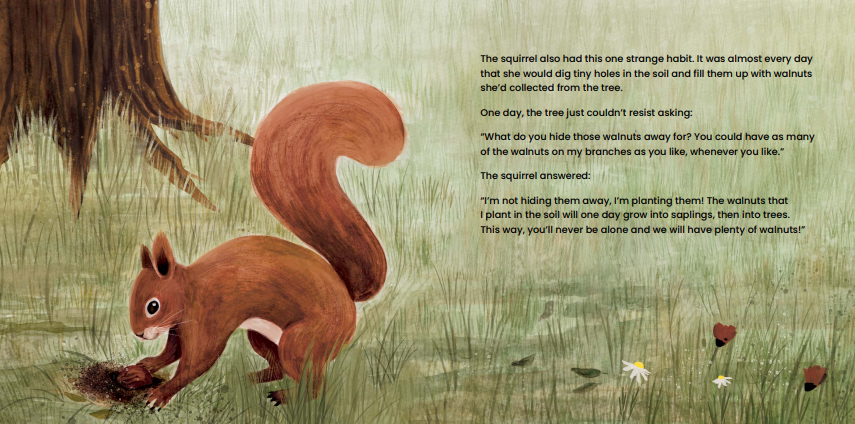 The squirrel also had this one strange habit. It was almost every day
that she would dig tiny holes in the soil and fill them up with walnuts
she’d collected from the tree.
One day, the tree just couldn’t resist asking:
“What do you hide those walnuts away for? You could have as many
of the walnuts on my branches as you like, whenever you like.”
The squirrel answered:
“I’m not hiding them away, I’m planting them! The walnuts that
I plant in the soil will one day grow into saplings, then into trees.
This way, you’ll never be alone and we will have plenty of walnuts!”